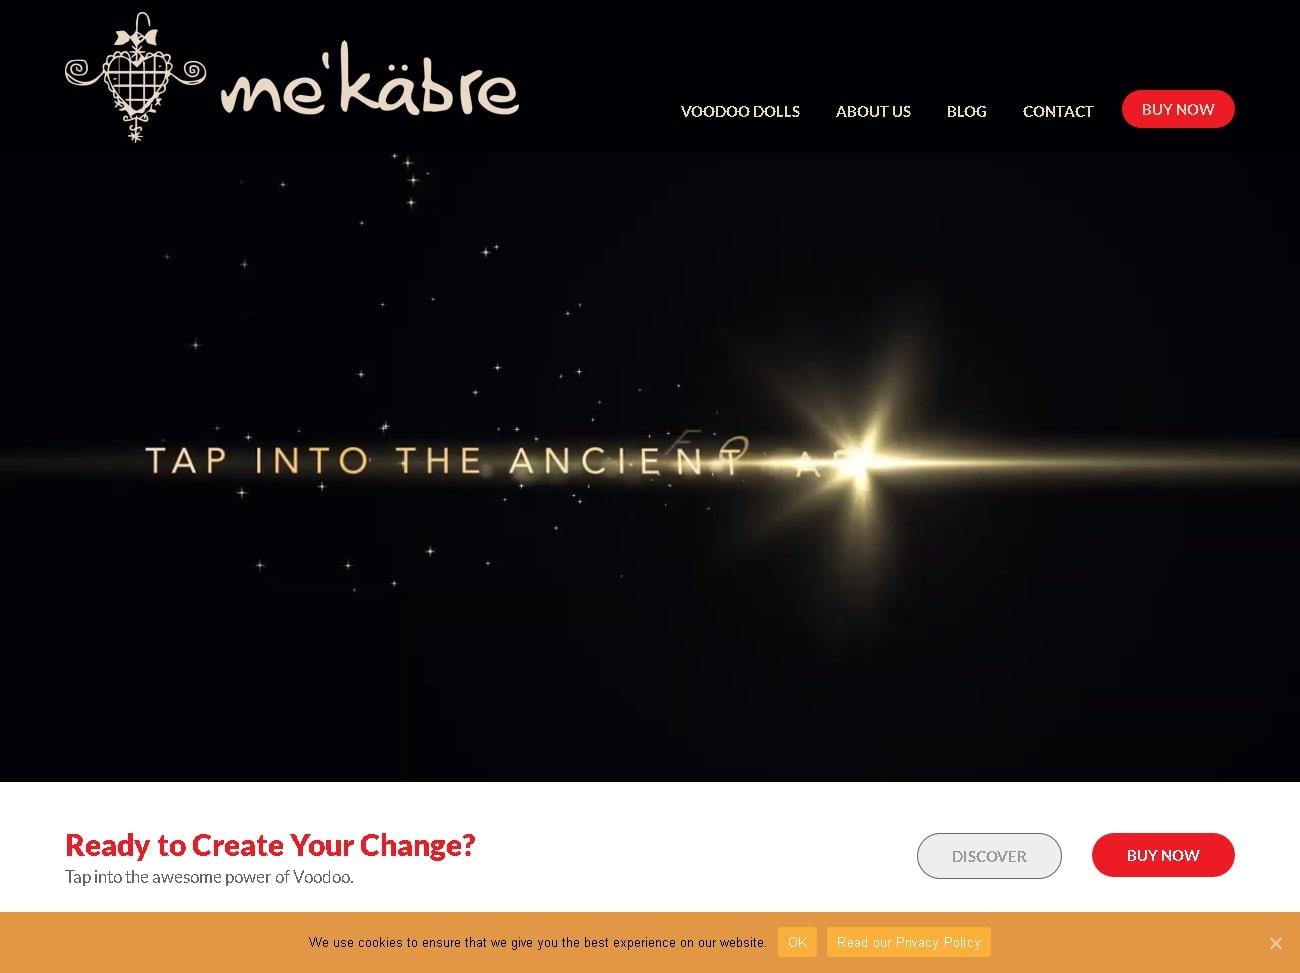 me'käbre
VOODOO DOLLS
ABOUT US
BLOG
CONTACT
BUY NOW
TAP INTO THE ANCIENT
Ready to Create Your Change?
Tap into the awesome power of Voodoo.
DISCOVER
BUY NOW
We use cookies to ensure that we give you the best experience on our website.
OK
Read our Privacy Policy